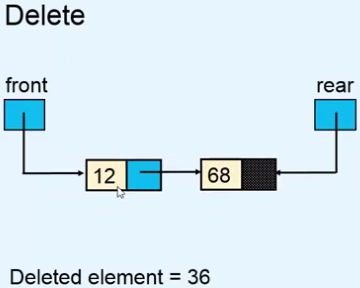 Delete
front
rear
12
68
Deleted element = 36